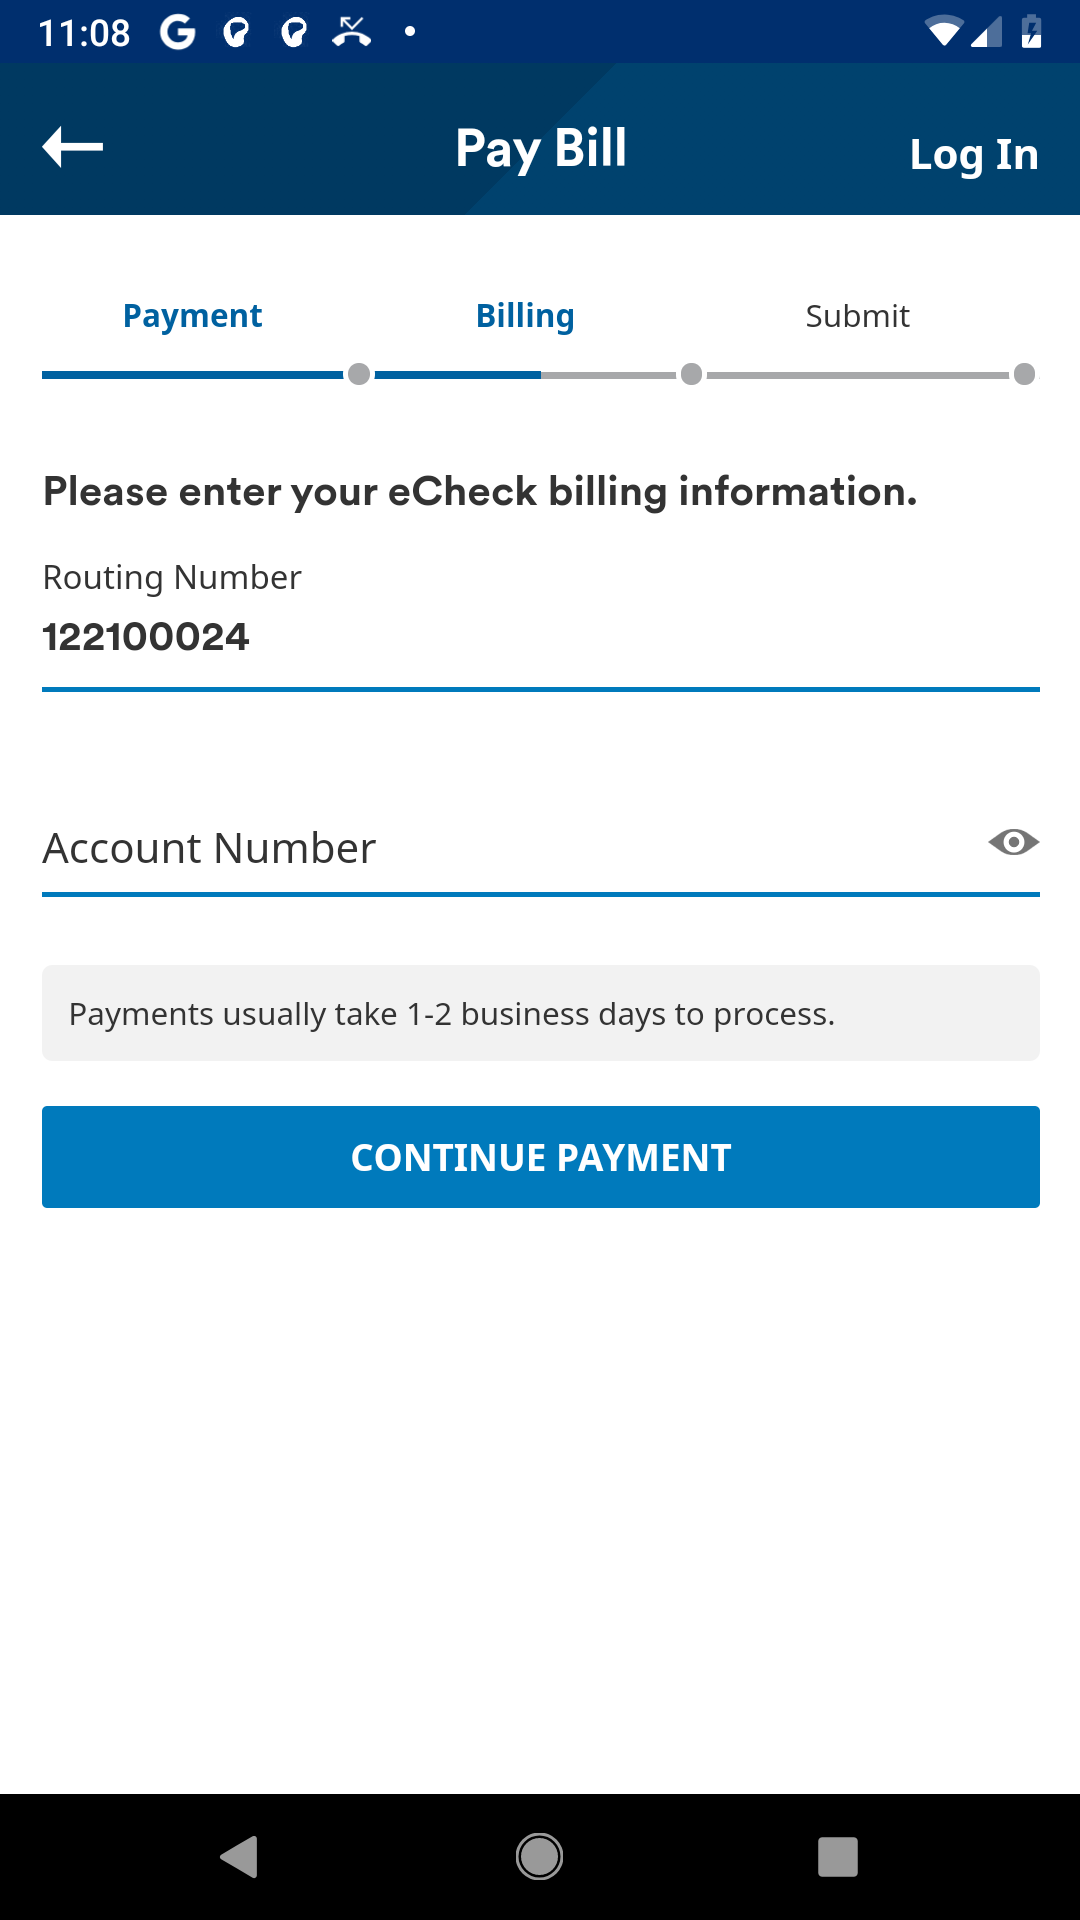 11:08
Pay Bill
Log In
Payment
Billing
Submit
Please enter your eCheck billing information.
Routing Number
122100024
Account Number
Payments usually take 1-2 business days to process.
CONTINUE PAYMENT